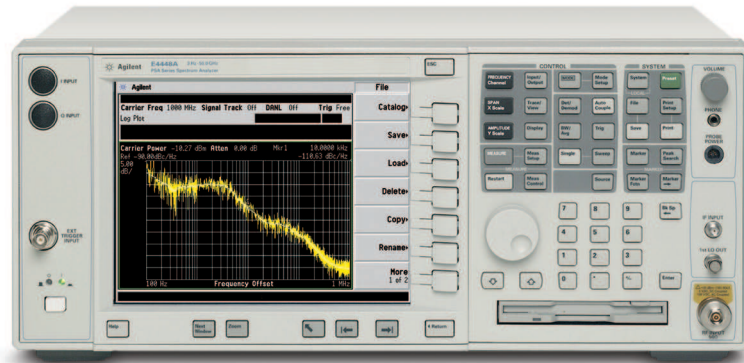 Agilent E4448A
PSA Series Spectrum Analyzer
ESC
I INPUT
Q INPUT
EXT
TRIGGER
INPUT
Agilent
File
Carrier Freq 1000 MHz Signal Track Off DANL Off Trig Free
Log Plot
Carrier Power -10.27 dBm Atten 0.00 dB Mkr1 10.0000 kHz
Ref -90.00dBc/Hz -110.63 dBc/Hz
5.00
dB/
100 Hz Frequency Offset 1 MHz
Catalog
Save
Load
Delete
Copy
Rename
More
1 of 2
Help
Next
Window
Zoom
Return
CONTROL
SYSTEM
FREQUENCY
Channel
Input/
Output
MODE
Mode
Setup
System
Preset
SPAN
X Scale
Trace/
View
Det/
Demod
Auto
Couple
File
Print
Setup
AMPLITUDE
Y Scale
Display
BW/
Avg
Trig
Save
Print
MEASURE
Meas
Setup
Single
Sweep
Marker
Peak
Search
Restart
Meas
Control
Source
Marker
Fctn
Marker
7 8 9 Bk Sp
4 5 6
1 2 3
0 Enter
VOLUME
PHONE
PROBE
POWER
IF INPUT
1st LO OUT
RF INPUT